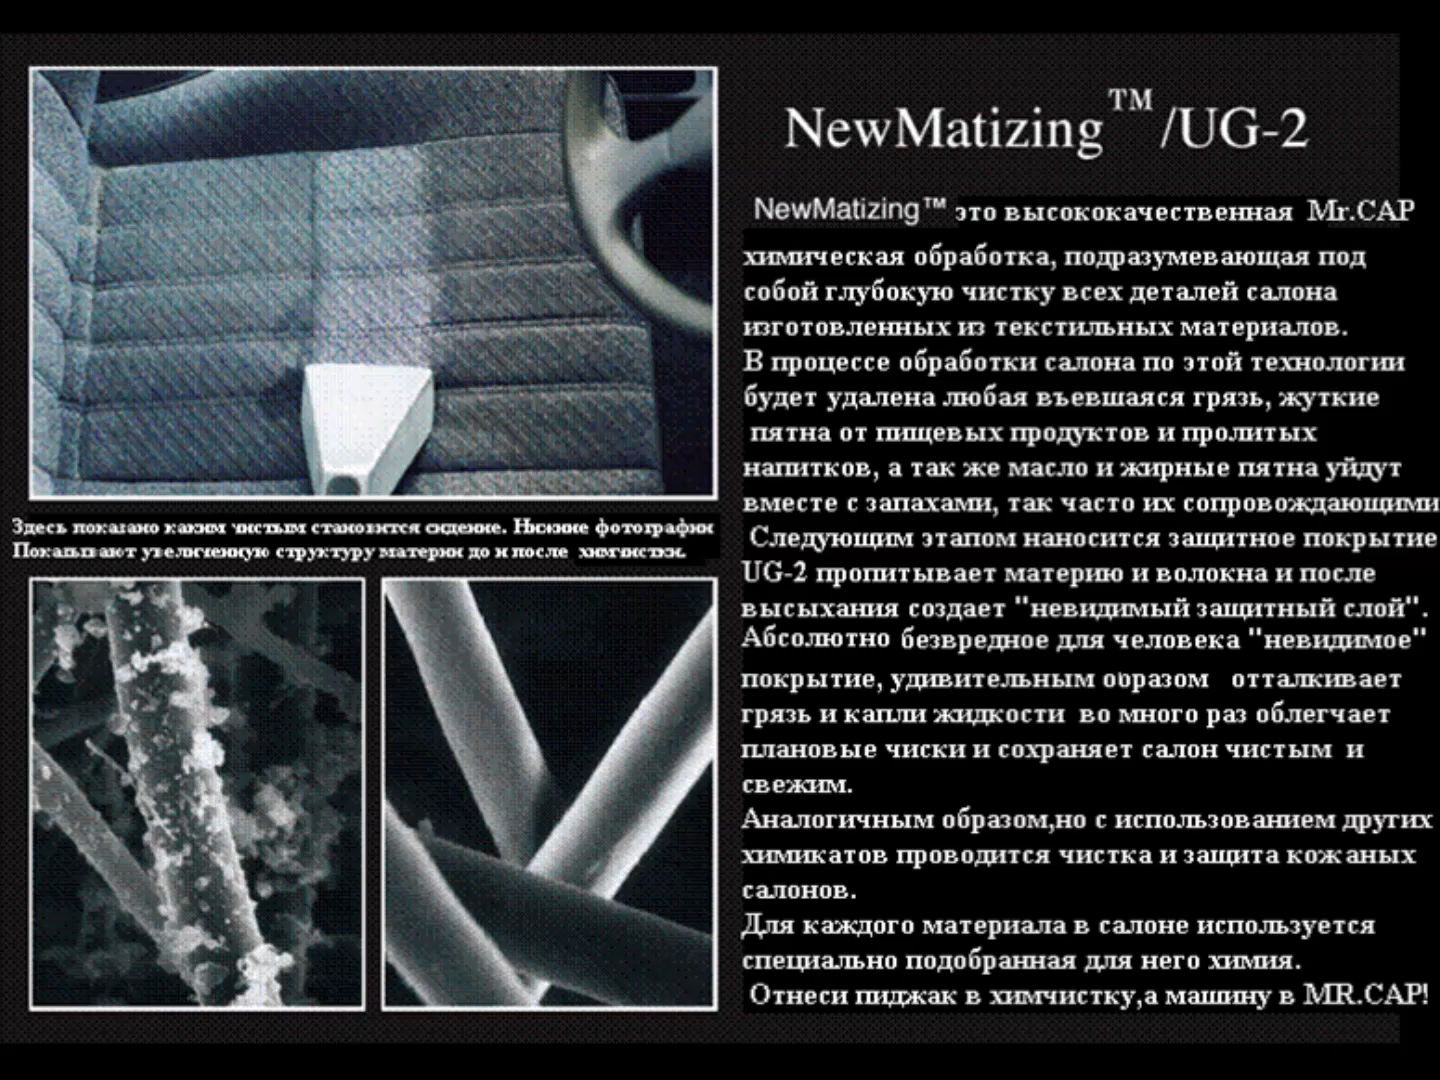 NewMatizing™/UG-2
NewMatizing™ это высококачественная Mr.CAP
химическая обработка, подразумевающая под
собой глубокую чистку всех деталей салона
изготовленных из текстильных материалов.
В процессе обработки салона по этой технологии
будет удалена любая въевшаяся грязь, жуткие
пятна от пищевых продуктов и пролитых
напитков, а так же масло и жирные пятна уйдут
вместе с запахами, так часто их сопровождающими
Следующим этапом наносится защитное покрытие
UG-2 пропитывает материю и волокна и после
высыхания создает "невидимый защитный слой".
Абсолютно безвредное для человека "невидимое"
покрытие, удивительным образом отталкивает
грязь и капли жидкости во много раз облегчает
плановые чиски и сохраняет салон чистым и
свежим.
Аналогичным образом,но с использованием других
химикатов проводится чистка и защита кожаных
салонов.
Для каждого материала в салоне используется
специально подобранная для него химия.
Отнеси пиджак в химчистку,а машину в MR.CAP!
Здесь показано каким чистым становится сидение. Нижние фотографии
Показывают увеличенную структуру материи до и после химчистки.